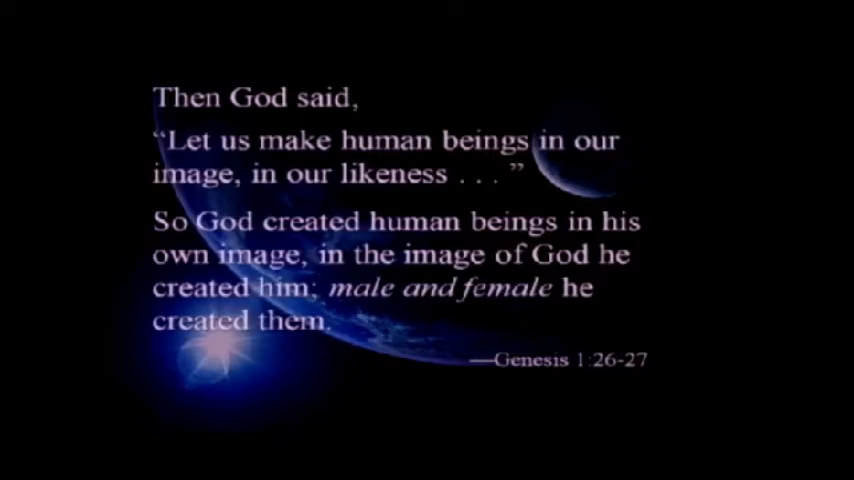 Then God said,
“Let us make human beings in our
image, in our likeness . . . ”
So God created human beings in his
own image, in the image of God he
created him; male and female he
created them.
—Genesis 1:26-27